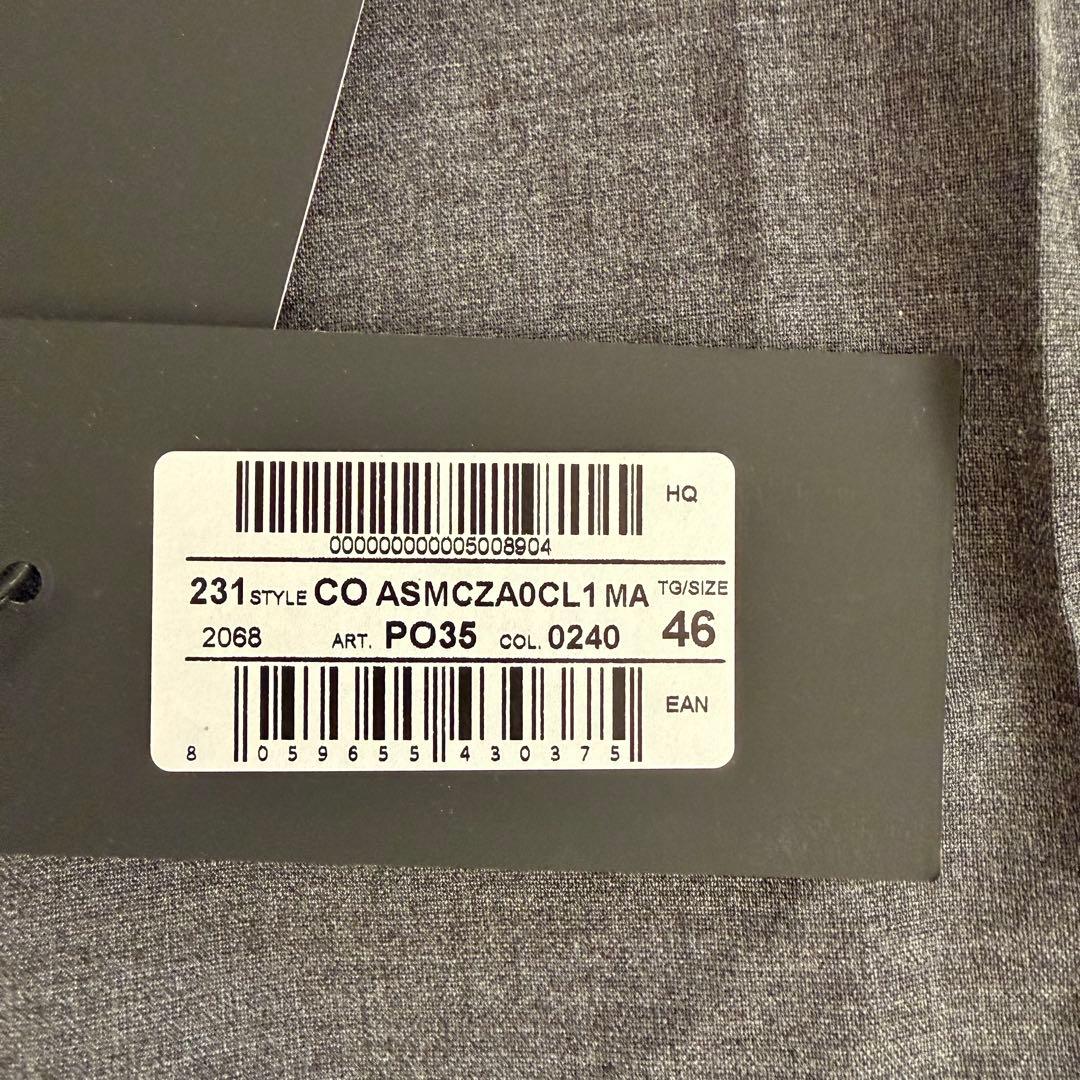 HQ
000000000005008904
231 STYLE CO ASMCZA0CL1 MA TG/SIZE
2068 ART. PO35 COL. 0240 46
EAN
8 059655 430375